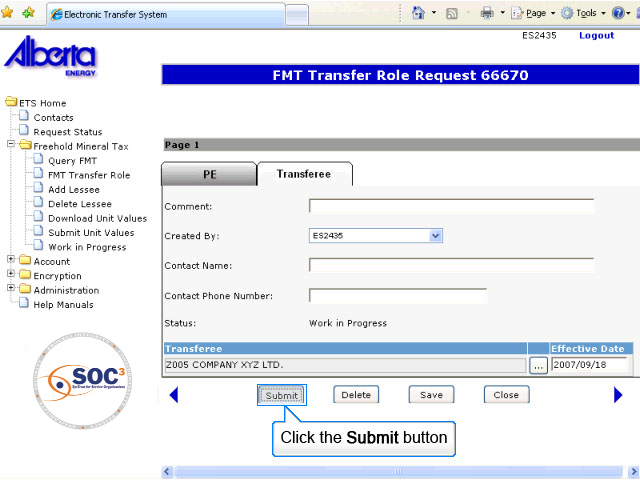 Electronic Transfer System
Page Tools
ES2435 Logout
Alberta
ENERGY
FMT Transfer Role Request 66670
ETS Home
Contacts
Request Status
Freehold Mineral Tax
Query FMT
FMT Transfer Role
Add Lessee
Delete Lessee
Download Unit Values
Submit Unit Values
Work in Progress
Account
Encryption
Administration
Help Manuals
SOC3
SysTrust for Service Organizations
Page 1
PE Transferee
Comment:
Created By: ES2435
Contact Name:
Contact Phone Number:
Status: Work in Progress
Transferee Effective Date
Z005 COMPANY XYZ LTD. ... 2007/09/18
Submit Delete Save Close
Click the Submit button